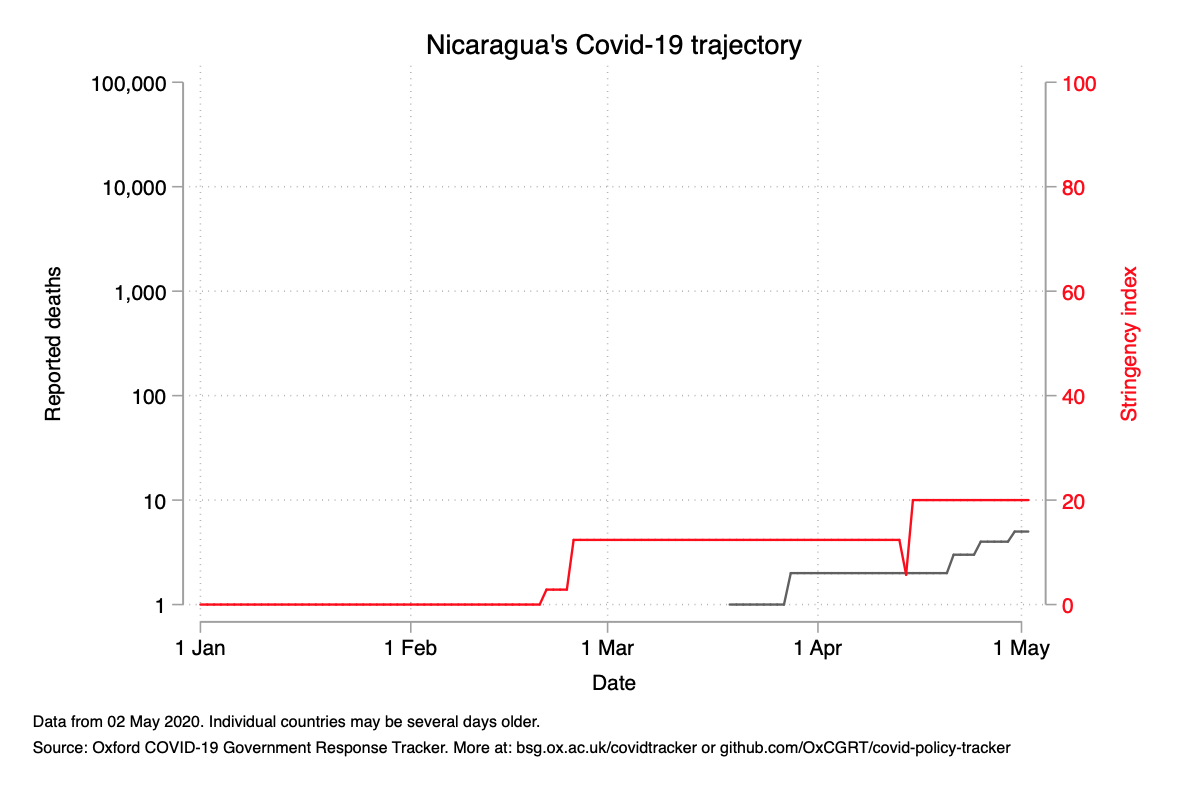 Nicaragua's Covid-19 trajectory
100,000
10,000
1,000
100
10
1
Reported deaths
100
80
60
40
20
0
Stringency index
1 Jan
1 Feb
1 Mar
1 Apr
1 May
Date
Data from 02 May 2020. Individual countries may be several days older.
Source: Oxford COVID-19 Government Response Tracker. More at: bsg.ox.ac.uk/covidtracker or github.com/OxCGRT/covid-policy-tracker